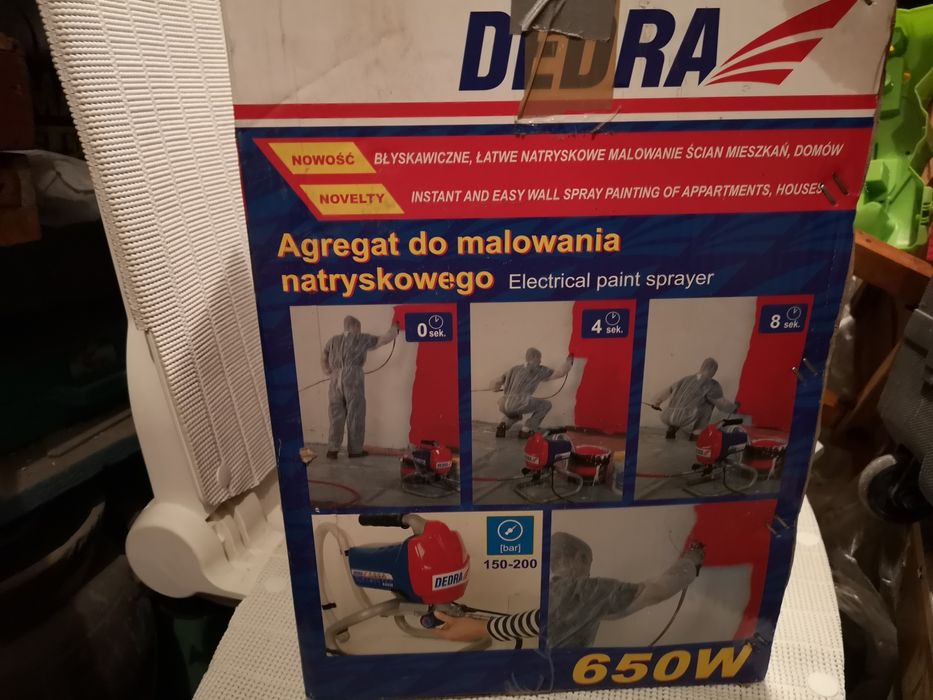 DEDRA
NOWOŚĆ BŁYSKAWICZNE, ŁATWE NATRYSKOWE MALOWANIE ŚCIAN MIESZKAŃ, DOMÓW
NOVELTY INSTANT AND EASY WALL SPRAY PAINTING OF APPARTMENTS, HOUSES
Agregat do malowania
natryskowego Electrical paint sprayer
0 sek.
4 sek.
8 sek.
DEDRA
[bar]
150-200
DEDRA
650W